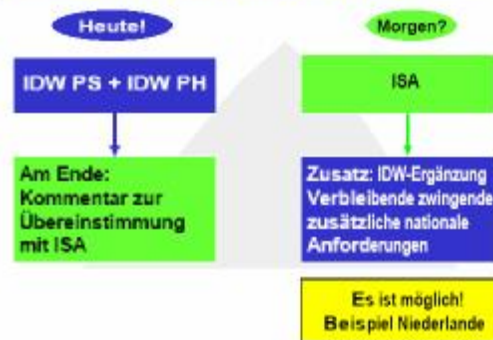 Heute!
Morgen?
IDW PS + IDW PH
ISA
Am Ende:
Kommentar zur
Übereinstimmung
mit ISA
Zusatz: IDW-Ergänzung
Verbleibende zwingende
zusätzliche nationale
Anforderungen
Es ist möglich!
Beispiel Niederlande